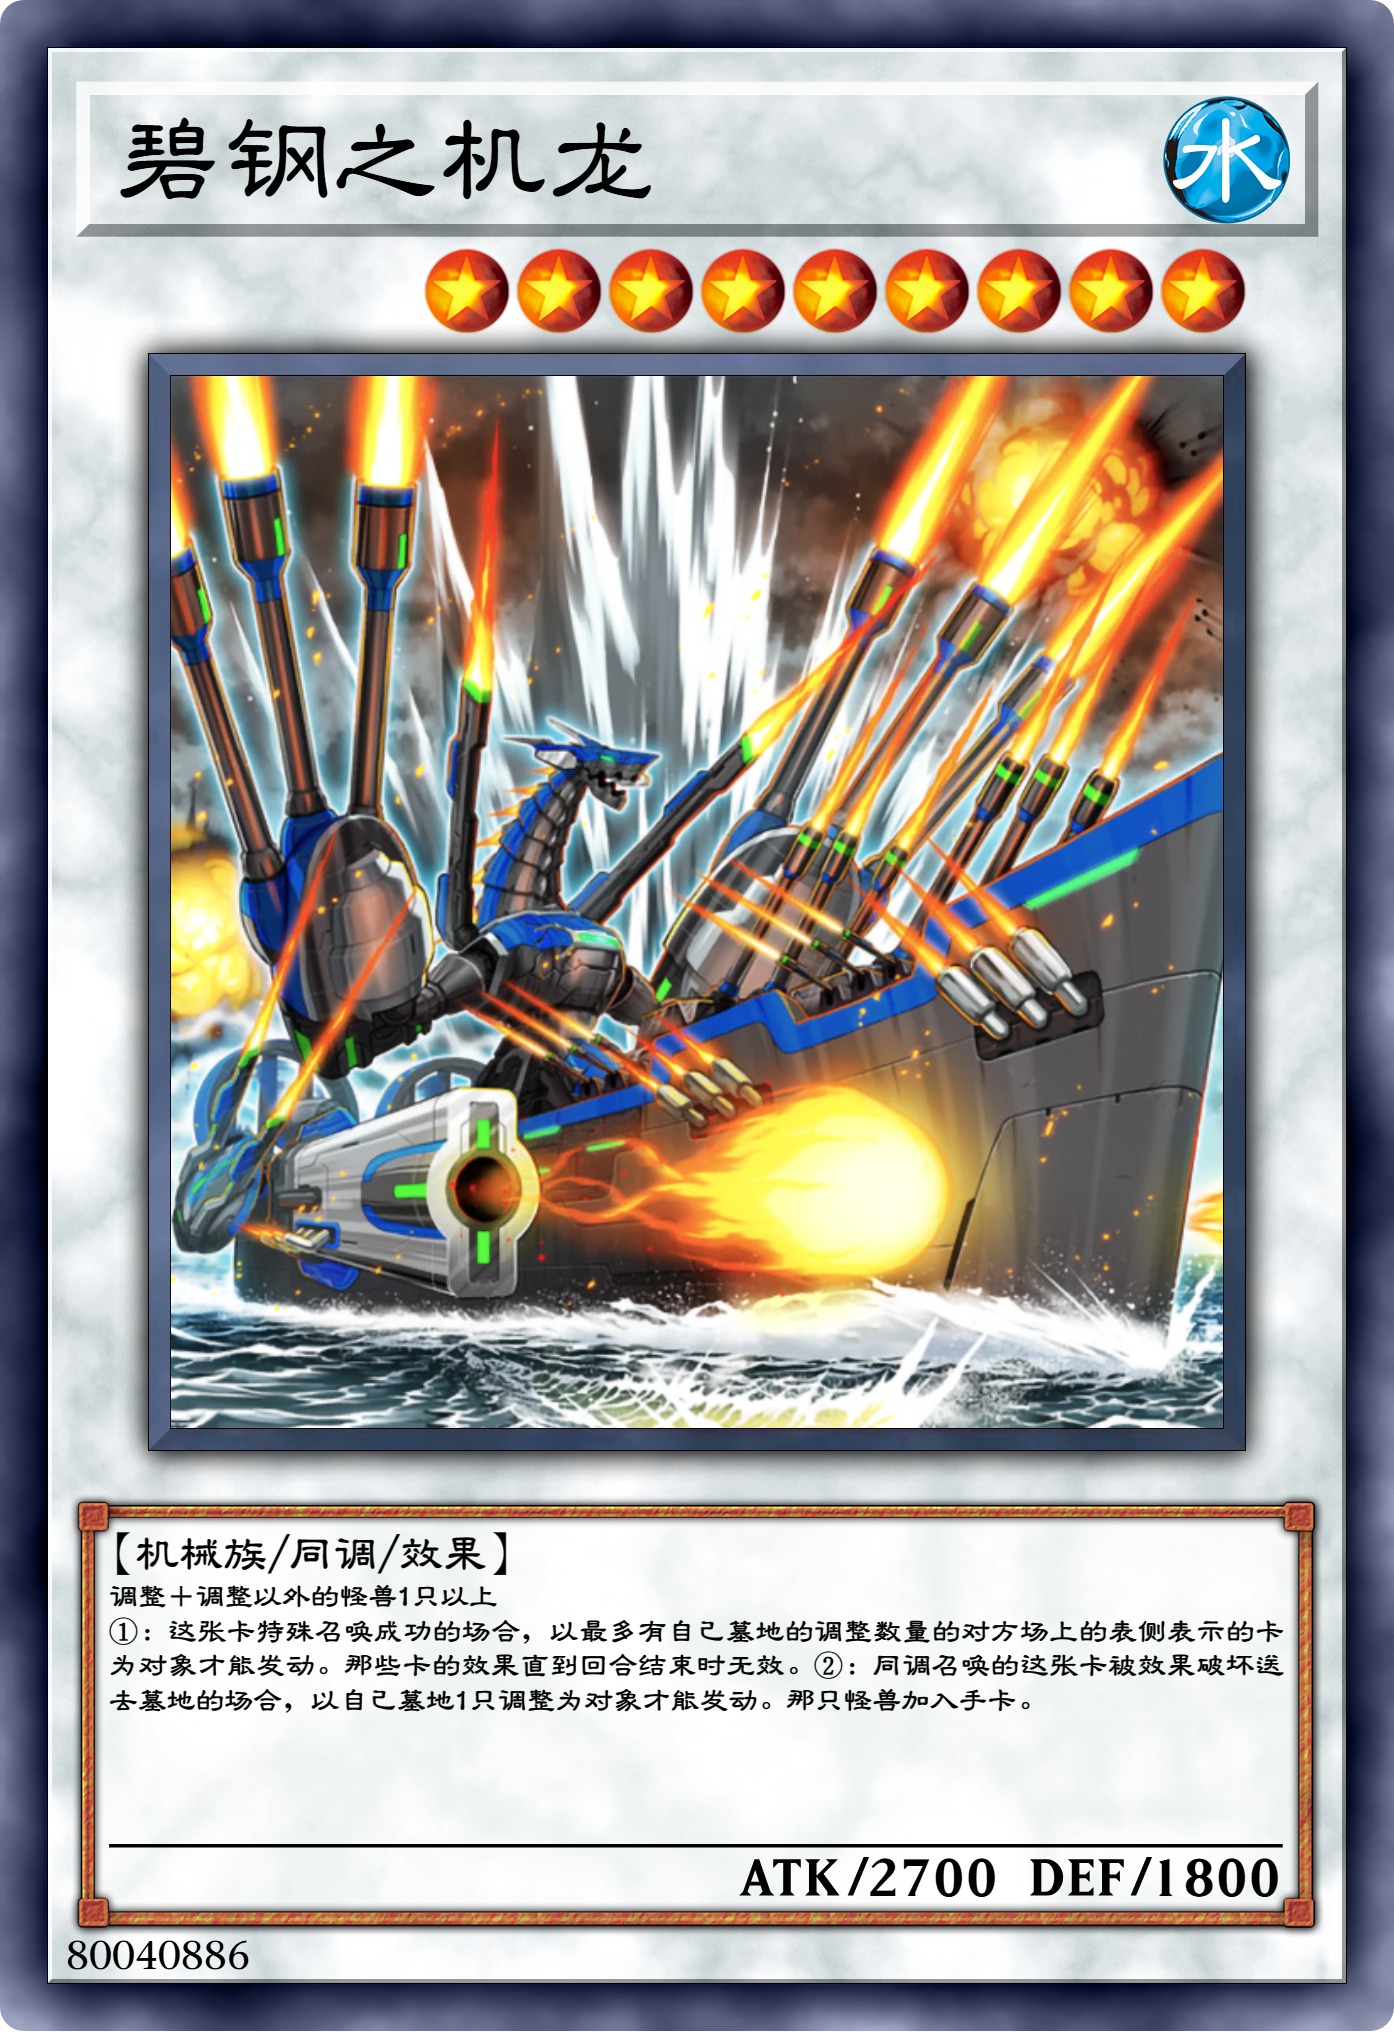 碧钢之机龙
水
【机械族/同调/效果】
调整＋调整以外的怪兽1只以上
①：这张卡特殊召唤成功的场合，以最多有自己墓地的调整数量的对方场上的表侧表示的卡
为对象才能发动。那些卡的效果直到回合结束时无效。②：同调召唤的这张卡被效果破坏送
去墓地的场合，以自己墓地1只调整为对象才能发动。那只怪兽加入手卡。
ATK/2700 DEF/1800
80040886